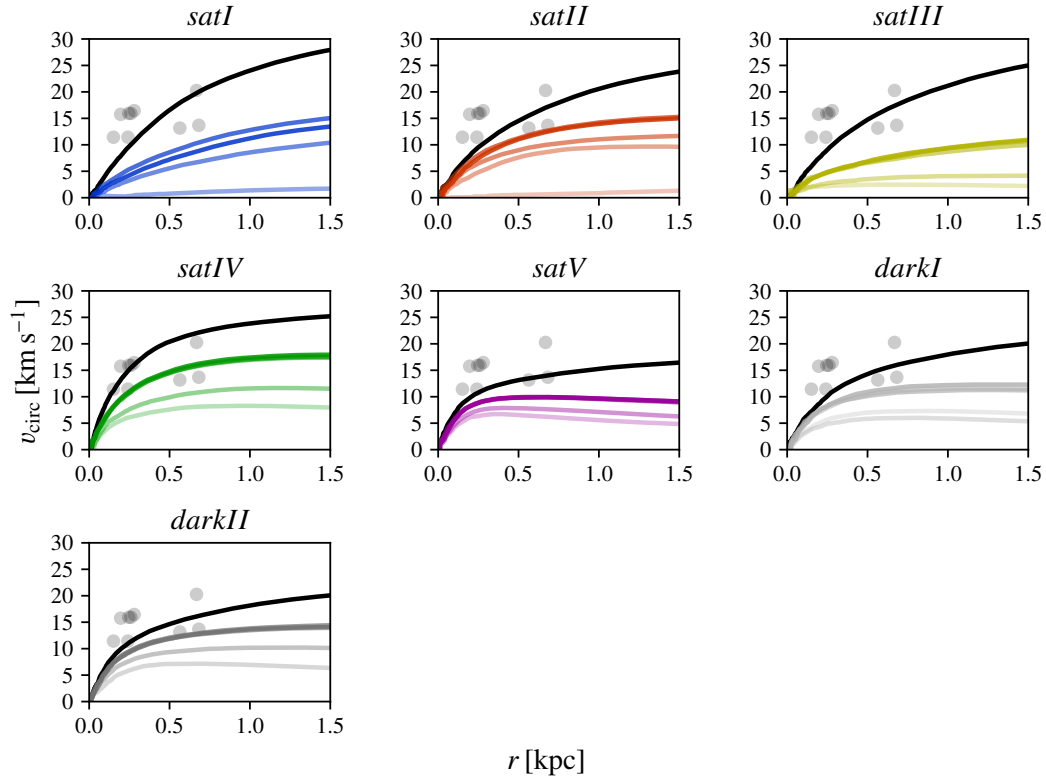 satI satII satIII
30 30 30
25 25 25
20 20 20
15 15 15
10 10 10
5 5 5
0 0 0
0.0 0.5 1.0 1.5 0.0 0.5 1.0 1.5 0.0 0.5 1.0 1.5
satIV satV darkI
v_circ [km s⁻¹]
30 30 30
25 25 25
20 20 20
15 15 15
10 10 10
5 5 5
0 0 0
0.0 0.5 1.0 1.5 0.0 0.5 1.0 1.5 0.0 0.5 1.0 1.5
darkII
30
25
20
15
10
5
0
0.0 0.5 1.0 1.5
r [kpc]